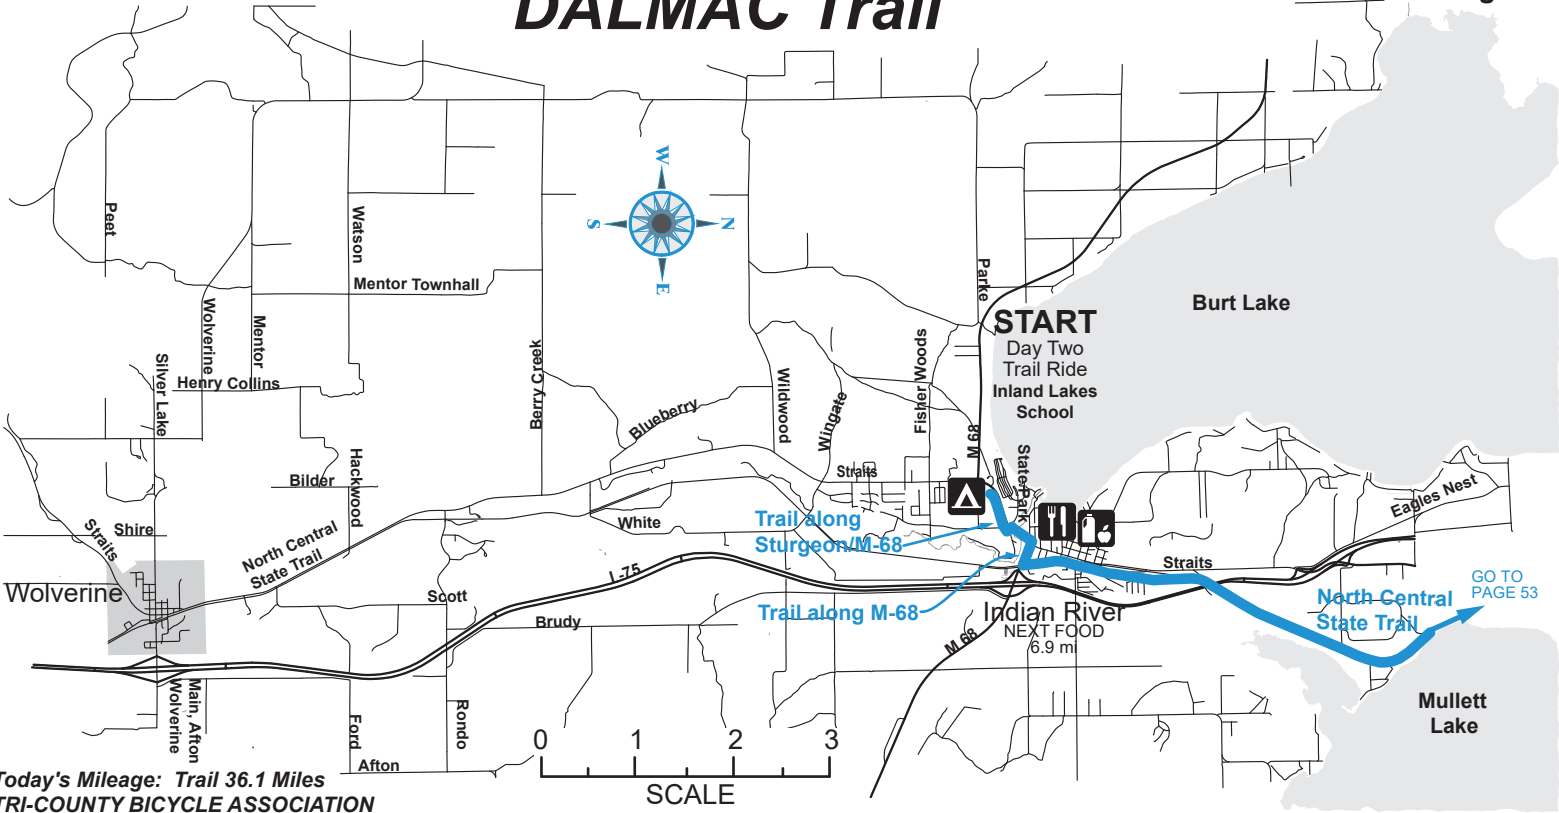 DALMAC Trail
g
W
N
S
E
Peet
Watson
Mentor Townhall
Parke
Burt Lake
START
Day Two
Trail Ride
Inland Lakes
School
Wolverine
Mentor
Silver Lake
Henry Collins
Berry Creek
Blueberry
Wildwood
Wingate
Fisher Woods
M 68
State Park
Straits
Hackwood
Bilder
Shire
Straits
North Central
State Trail
White
Trail along
Sturgeon/M-68
Eagles Nest
Straits
Wolverine
I-75
Scott
Brudy
Trail along M-68
Indian River
NEXT FOOD
6.9 mi
M 68
North Central
State Trail
GO TO
PAGE 53
Mullett
Lake
Main, Afton
Wolverine
Ford
Rondo
Afton
0 1 2 3
SCALE
Today's Mileage: Trail 36.1 Miles
TRI-COUNTY BICYCLE ASSOCIATION